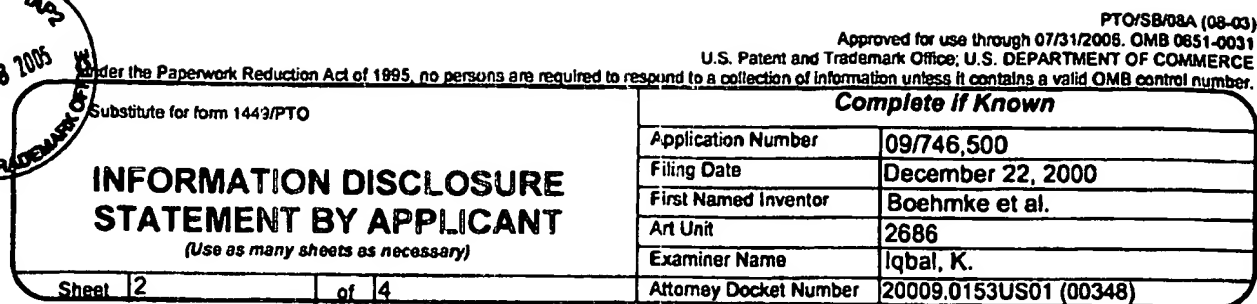 PTO/SB/08A (08-03)
Approved for use through 07/31/2006. OMB 0651-0031
U.S. Patent and Trademark Office; U.S. DEPARTMENT OF COMMERCE
Under the Paperwork Reduction Act of 1995, no persons are required to respond to a collection of information unless it contains a valid OMB control number.
2005
TRADEMARK OFFICE
Substitute for form 1449/PTO
INFORMATION DISCLOSURE
STATEMENT BY APPLICANT
(Use as many sheets as necessary)
Sheet 2 of 4
Complete if Known
Application Number 09/746,500
Filing Date December 22, 2000
First Named Inventor Boehmke et al.
Art Unit 2686
Examiner Name Iqbal, K.
Attorney Docket Number 20009.0153US01 (00348)